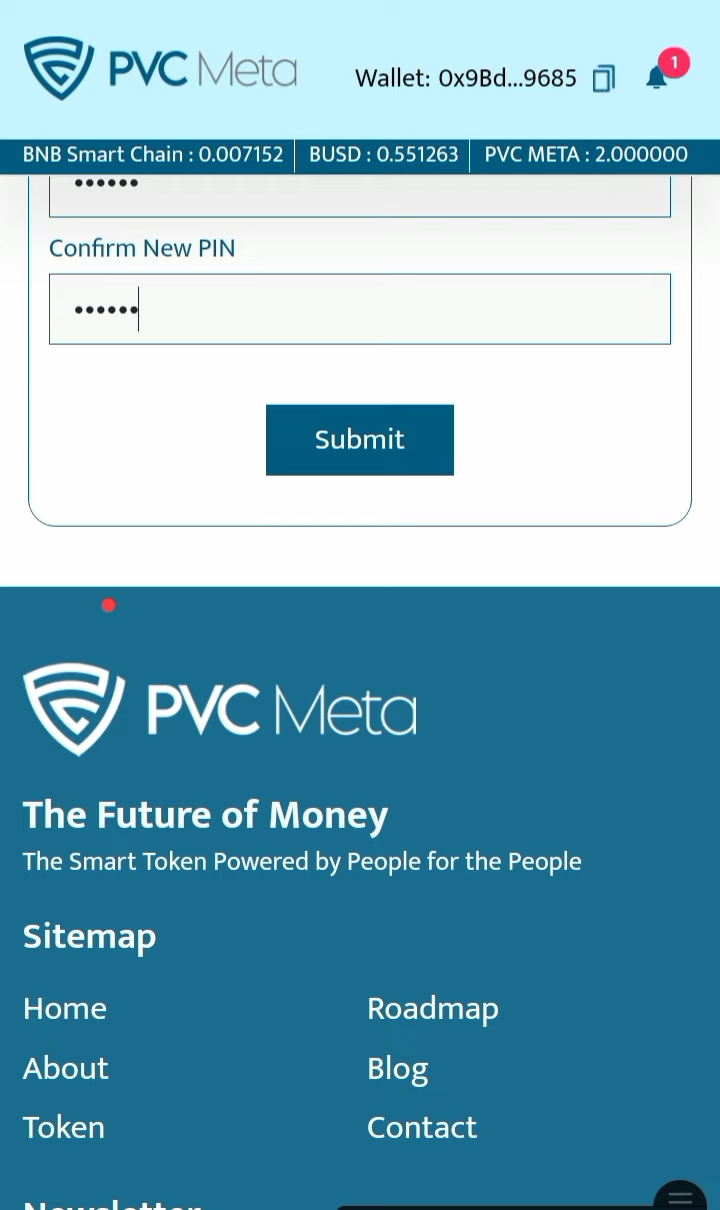 PVC Meta
Wallet: 0x9Bd...9685
1
BNB Smart Chain : 0.007152
BUSD : 0.551263
PVC META : 2.000000
••••••
Confirm New PIN
••••••
Submit
PVC Meta
The Future of Money
The Smart Token Powered by People for the People
Sitemap
Home
Roadmap
About
Blog
Token
Contact
Newsletter